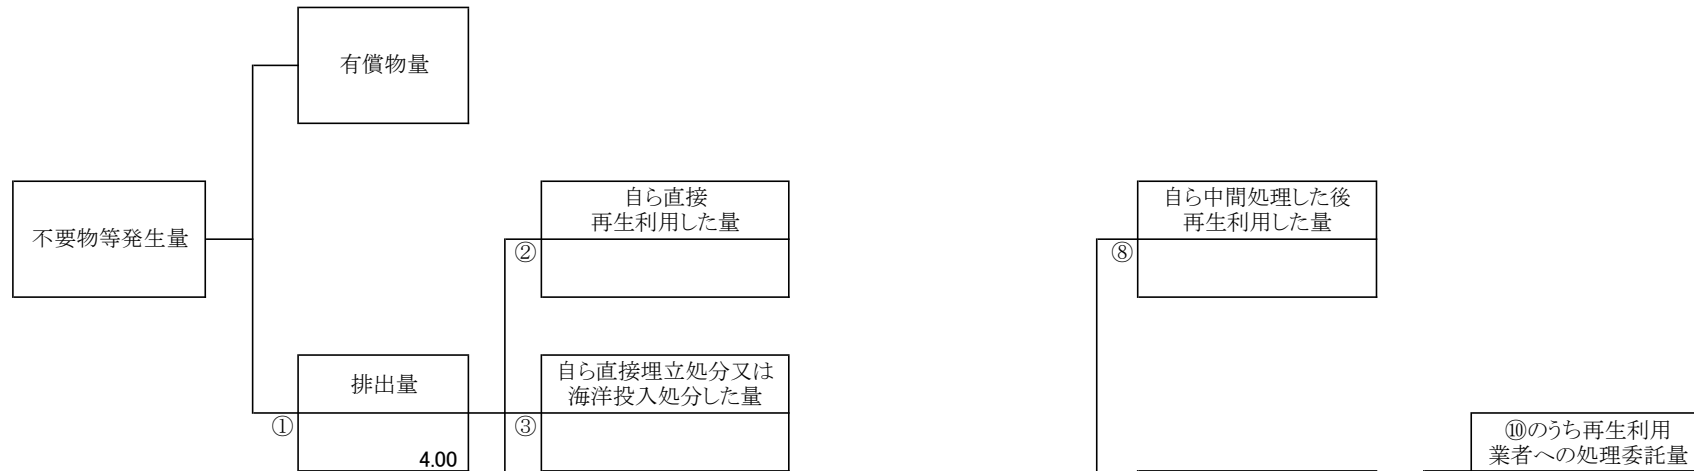 有償物量
不要物等発生量
自ら直接
再生利用した量
②
自ら中間処理した後
再生利用した量
⑧
排出量
①
4.00
自ら直接埋立処分又は
海洋投入処分した量
③
⑩のうち再生利用
業者への処理委託量